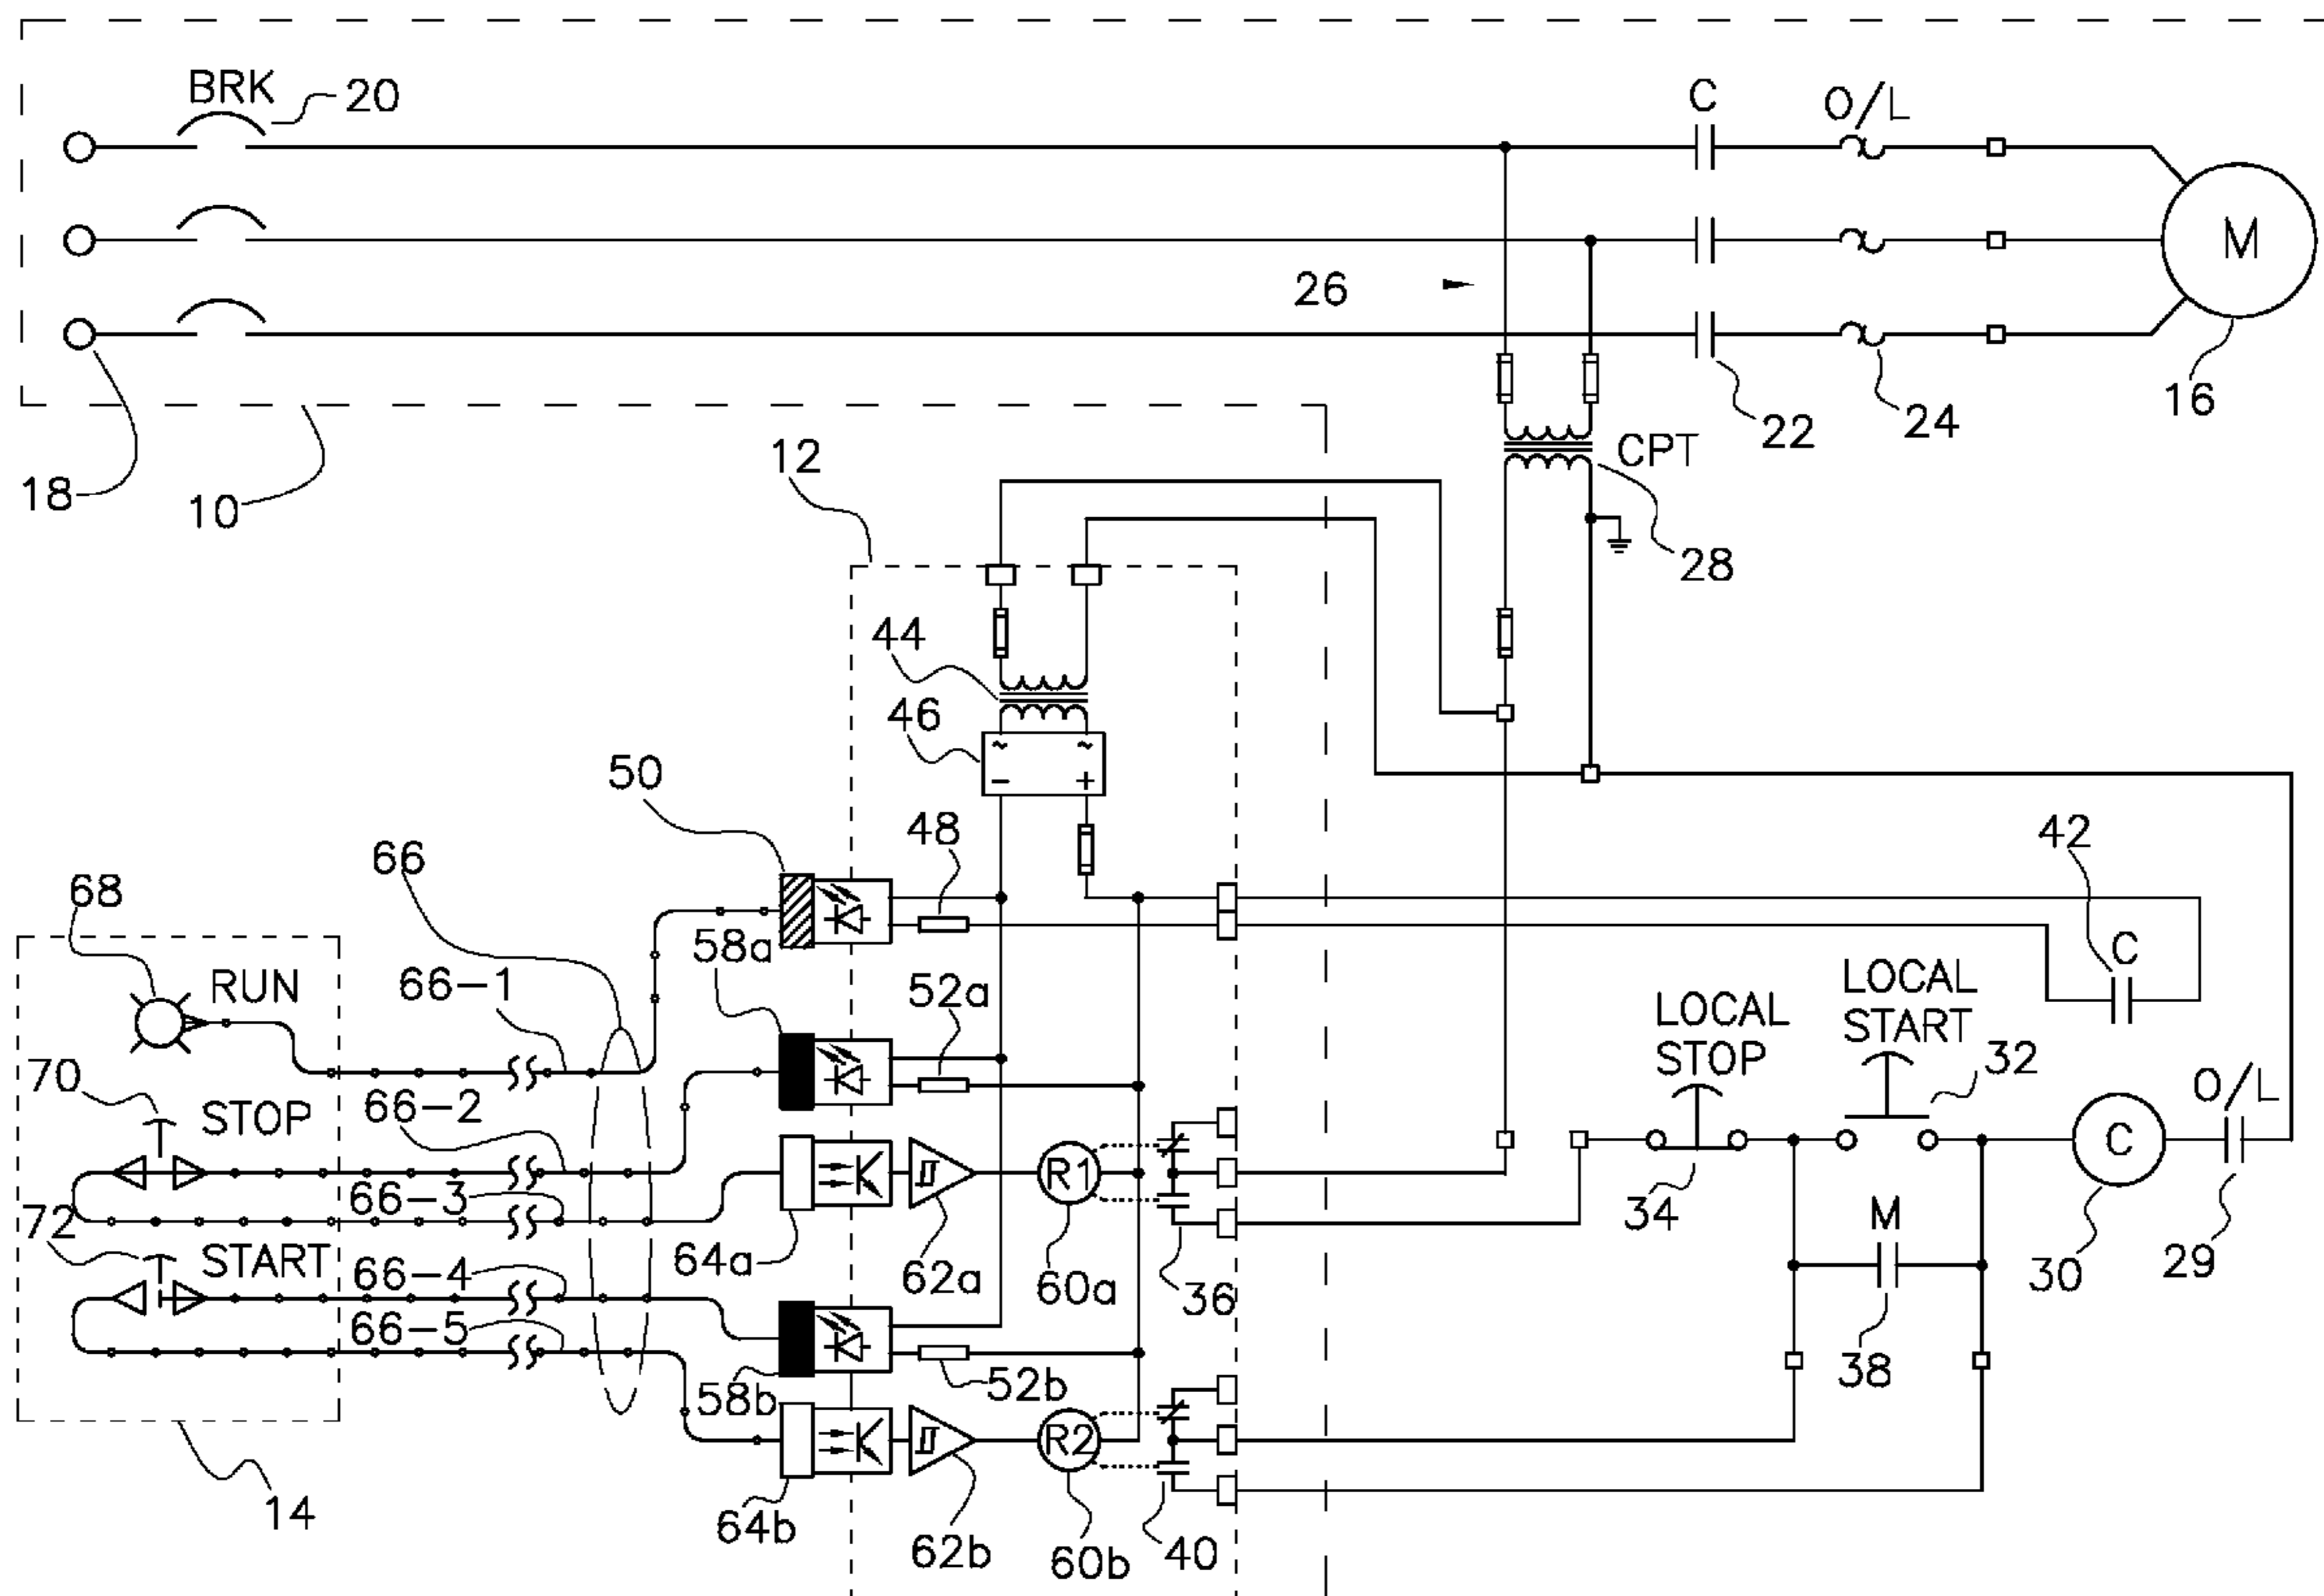 BRK
20
C
O/L
M
26
16
22
24
CPT
18
10
12
28
44
46
50
48
42
66
68
58a
52a
C
RUN
66-1
LOCAL
START
LOCAL
STOP
32
70
O/L
STOP
66-2
C
R1
66-3
34
M
72
START
66-4
64a
62a
60a
36
30
29
66-5
58b
52b
38
R2
14
64b
62b
60b
40
~ ~
- +